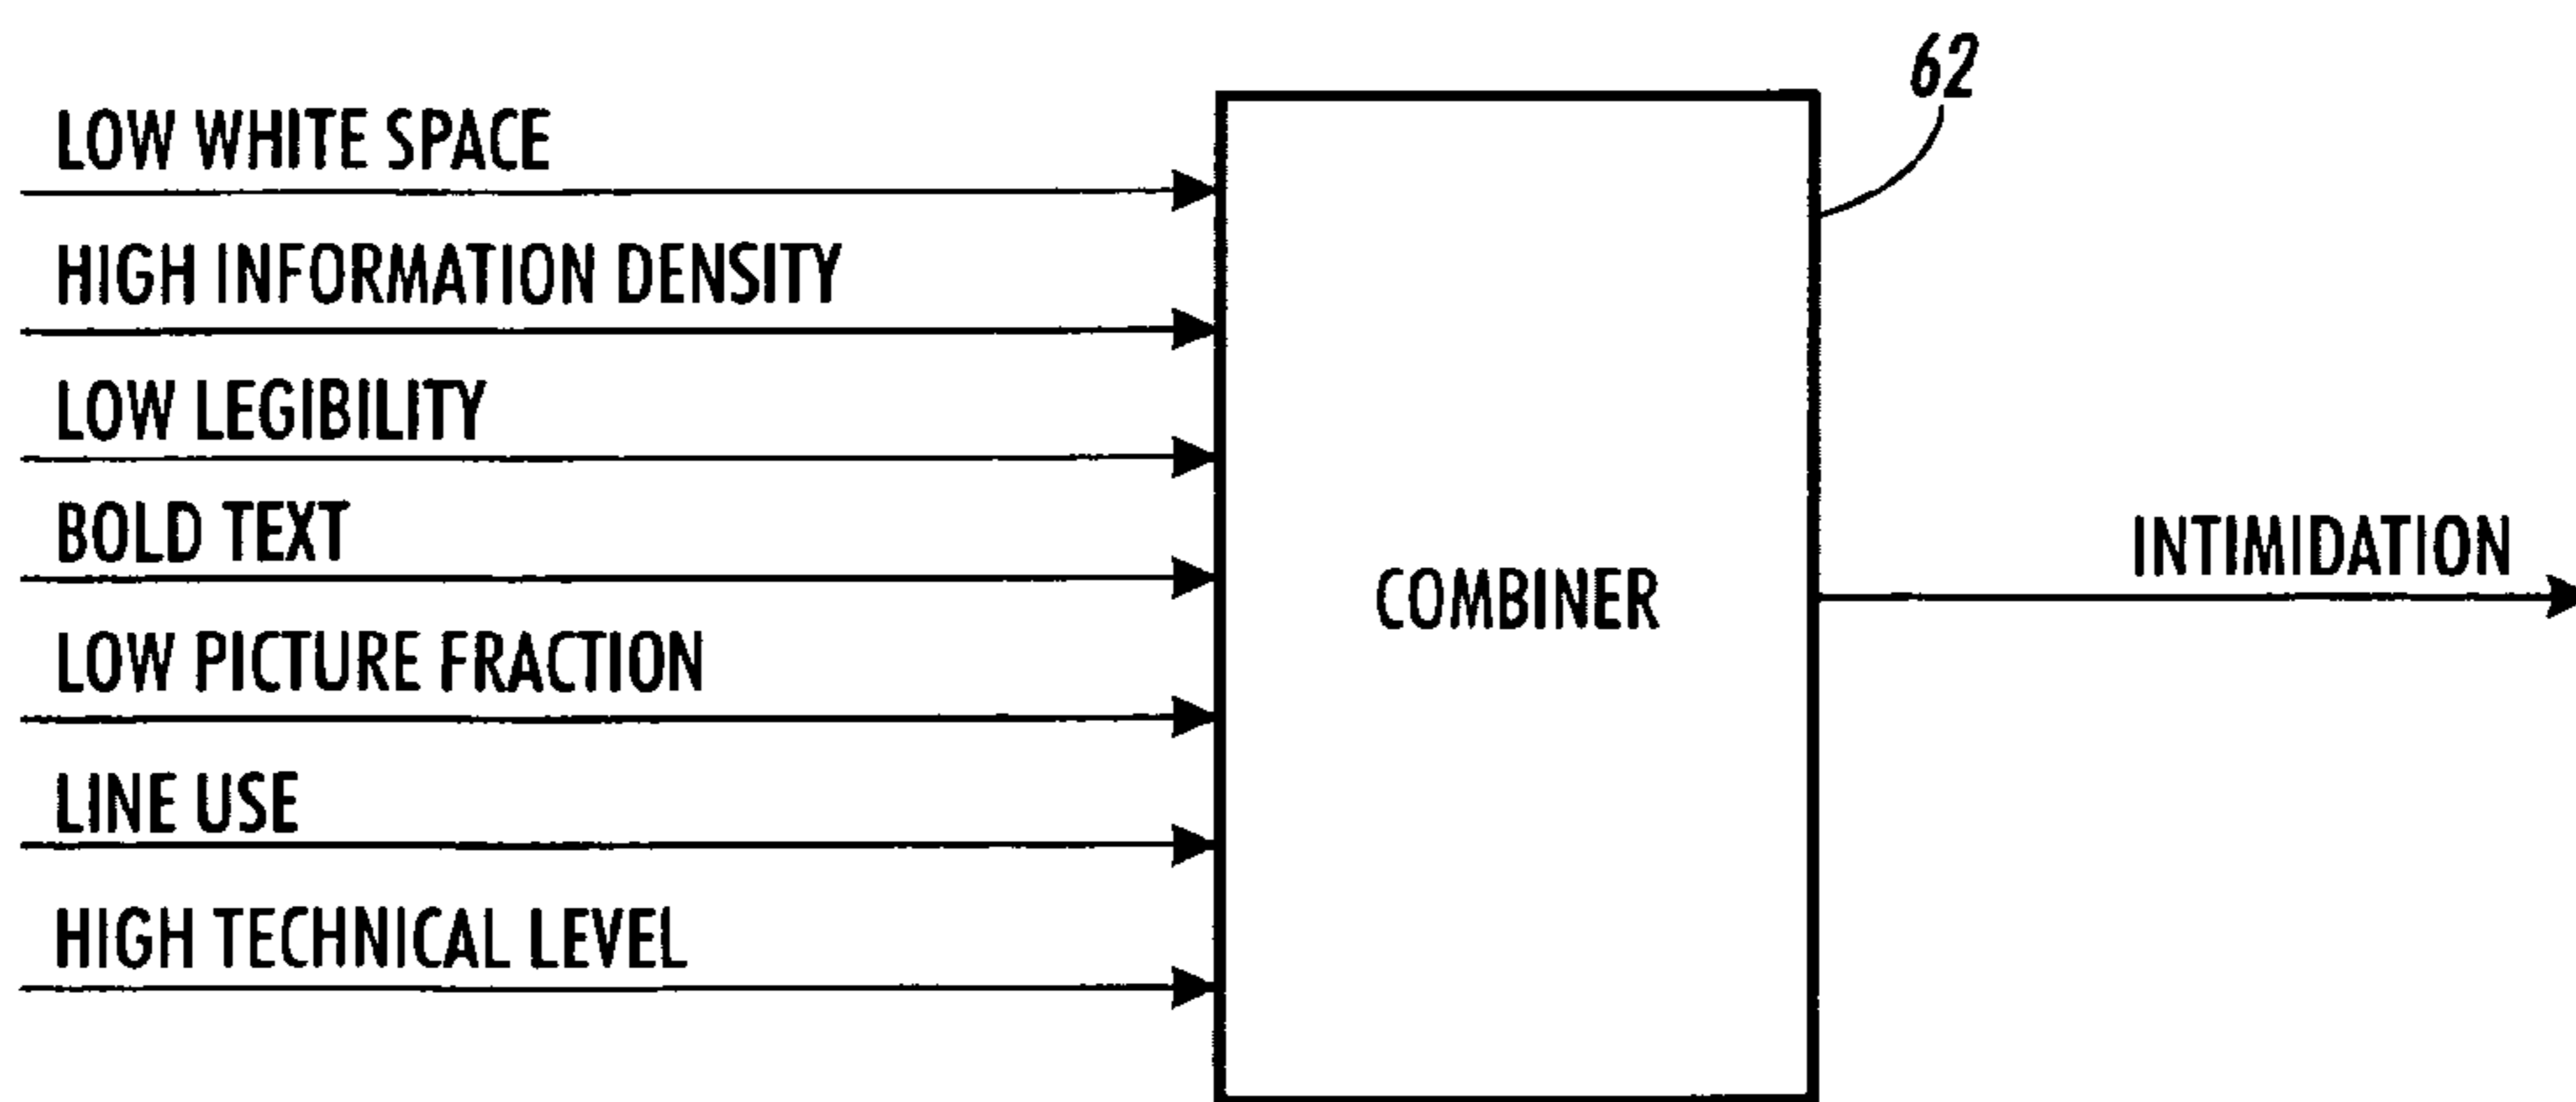 62
LOW WHITE SPACE
HIGH INFORMATION DENSITY
LOW LEGIBILITY
BOLD TEXT
LOW PICTURE FRACTION
LINE USE
HIGH TECHNICAL LEVEL
COMBINER
INTIMIDATION